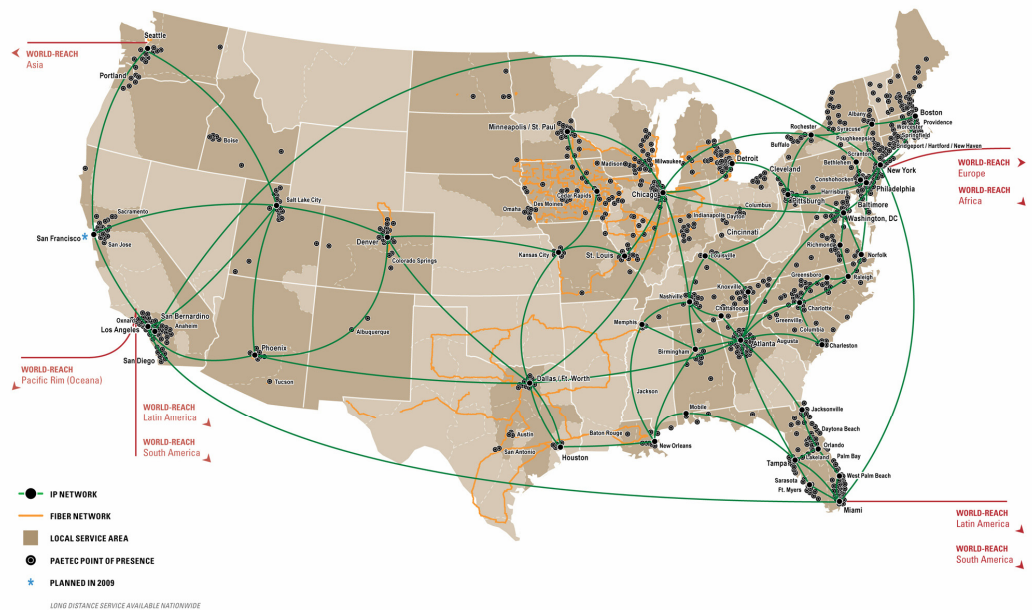 Seattle
WORLD-REACH
Asia
Portland
Boise
Minneapolis / St. Paul
Madison
Milwaukee
Detroit
Rochester
Buffalo
Syracuse
Albany
Poughkeepsie
Boston
Providence
Worcester
Springfield
Bridgeport / Hartford / New Haven
Scranton
Bethlehem
New York
WORLD-REACH
Europe
WORLD-REACH
Africa
Cleveland
Conshohocken
Philadelphia
Harrisburg
Pittsburgh
Baltimore
Washington, DC
Salt Lake City
Sacramento
San Francisco *
San Jose
Denver
Colorado Springs
Omaha
Des Moines
Cedar Rapids
Chicago
Indianapolis
Dayton
Columbus
Cincinnati
Kansas City
St. Louis
Louisville
Richmond
Norfolk
Greensboro
Raleigh
Knoxville
Nashville
Chattanooga
Charlotte
Greenville
Columbia
Memphis
Birmingham
Atlanta
Augusta
Charleston
Oxnard
San Bernardino
Los Angeles
Anaheim
San Diego
Phoenix
Tucson
Albuquerque
WORLD-REACH
Pacific Rim (Oceana)
WORLD-REACH
Latin America
WORLD-REACH
South America
Dallas / Ft. Worth
Jackson
Mobile
Austin
San Antonio
Houston
Baton Rouge
New Orleans
Jacksonville
Daytona Beach
Orlando
Palm Bay
Lakeland
Tampa
West Palm Beach
Sarasota
Ft. Myers
Miami
WORLD-REACH
Latin America
WORLD-REACH
South America
IP NETWORK
FIBER NETWORK
LOCAL SERVICE AREA
PAETEC POINT OF PRESENCE
* PLANNED IN 2009
LONG DISTANCE SERVICE AVAILABLE NATIONWIDE